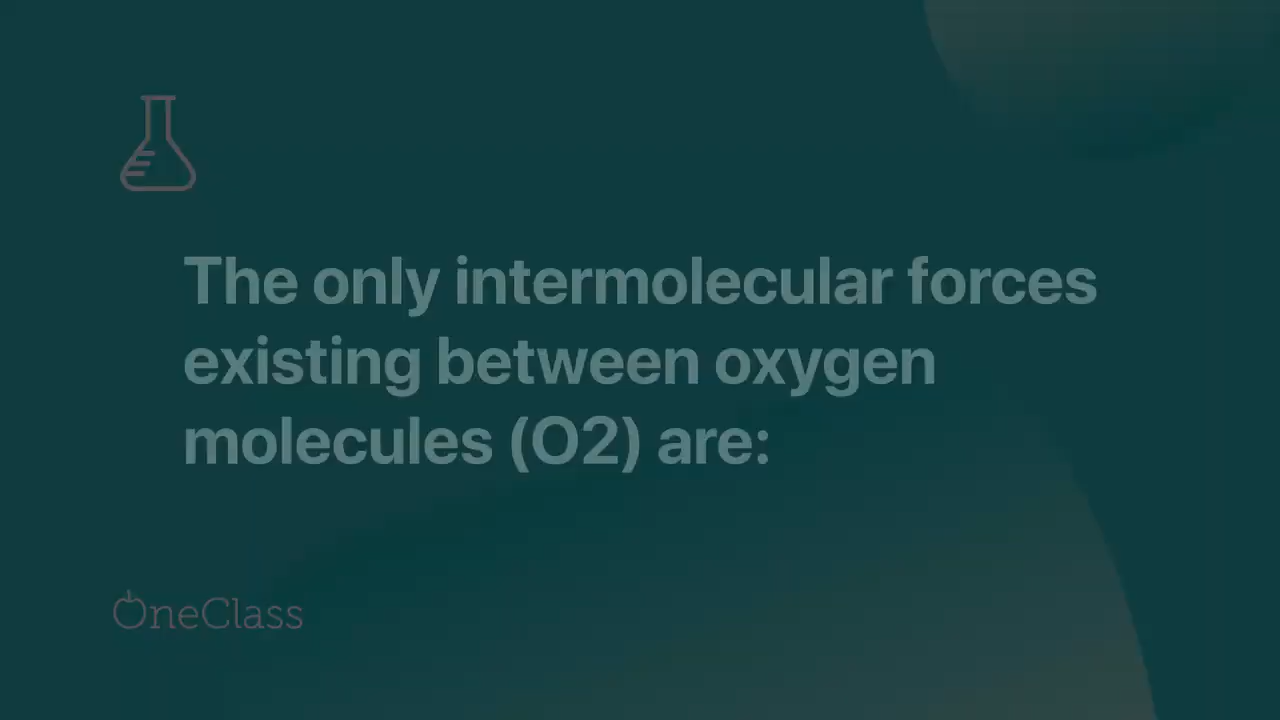 The only intermolecular forces
existing between oxygen
molecules (O2) are:
OneClass